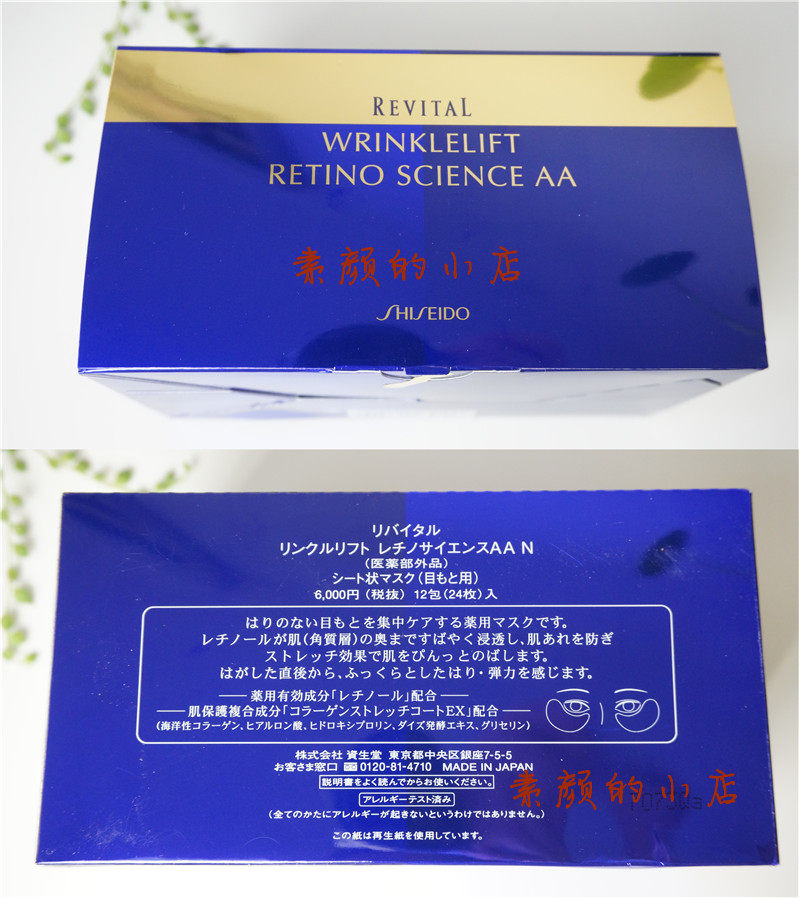 REVITAL
WRINKLELIFT
RETINO SCIENCE AA
素颜的小店
SHISEIDO
リバイタル
リンクルリフト レチノサイエンスAA N
（医薬部外品）
シート状マスク（目もと用）
6,000円（税抜）12包（24枚）入
はりのない目もとを集中ケアする薬用マスクです。
レチノールが肌（角質層）の奥まですばやく浸透し、肌あれを防ぎ
ストレッチ効果で肌をぴんっとのばします。
はがした直後から、ふっくらとしたはり・弾力を感じます。
薬用有効成分「レチノール」配合
肌保護複合成分「コラーゲンストレッチコートEX」配合
（海洋性コラーゲン、ヒアルロン酸、ヒドロキシプロリン、ダイズ発酵エキス、グリセリン）
株式会社 資生堂 東京都中央区銀座7-5-5
お客さま窓口 0120-81-4710 MADE IN JAPAN
説明書をよく読んでからお使いください。
素颜的小店
アレルギーテスト済み
（全てのかたにアレルギーが起きないというわけではありません。）
この紙は再生紙を使用しています。